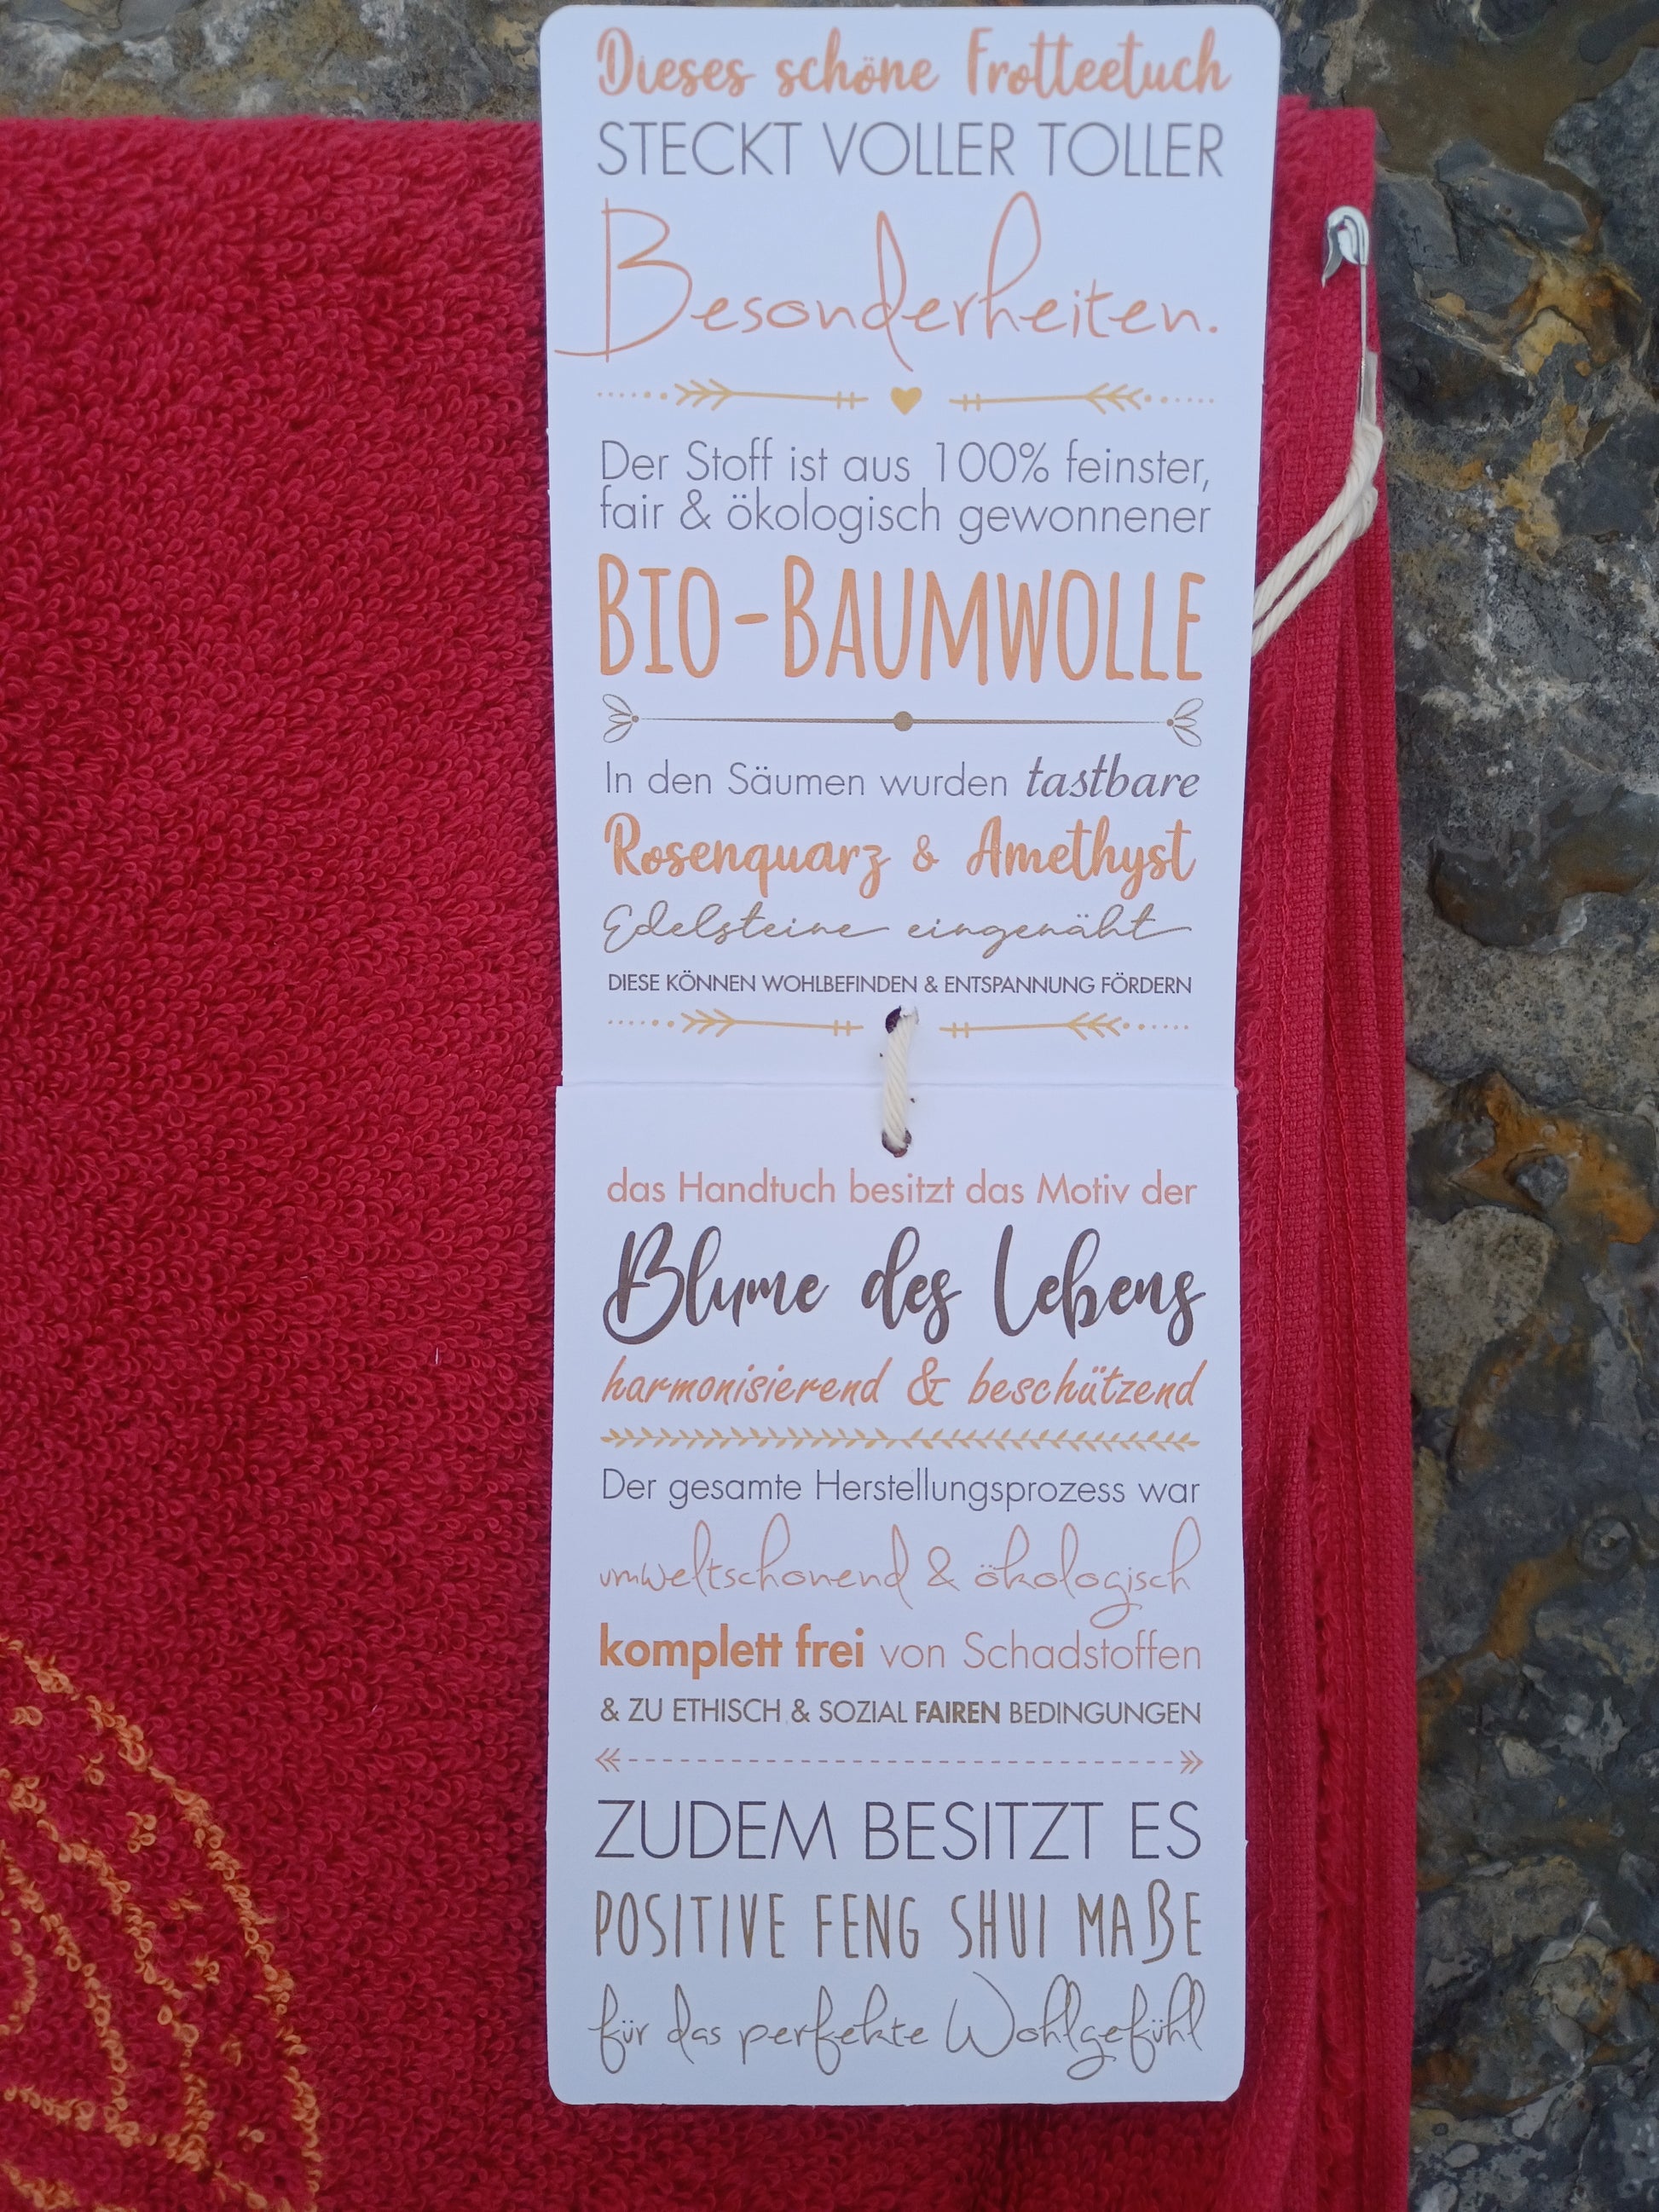 Dieses schöne Frotteetuch
STECKT VOLLER TOLLER
Besonderheiten.
Der Stoff ist aus 100% feinster,
fair & ökologisch gewonnener
BIO-BAUMWOLLE
In den Säumen wurden tastbare
Rosenquarz & Amethyst
Edelsteine eingenäht
DIESE KÖNNEN WOHLBEFINDEN & ENTSPANNUNG FÖRDERN
das Handtuch besitzt das Motiv der
Blume des Lebens
harmonisierend & beschützend
Der gesamte Herstellungsprozess war
umweltschonend & ökologisch
komplett frei von Schadstoffen
& ZU ETHISCH & SOZIAL FAIREN BEDINGUNGEN
ZUDEM BESITZT ES
POSITIVE FENG SHUI MAßE
für das perfekte Wohlgefühl